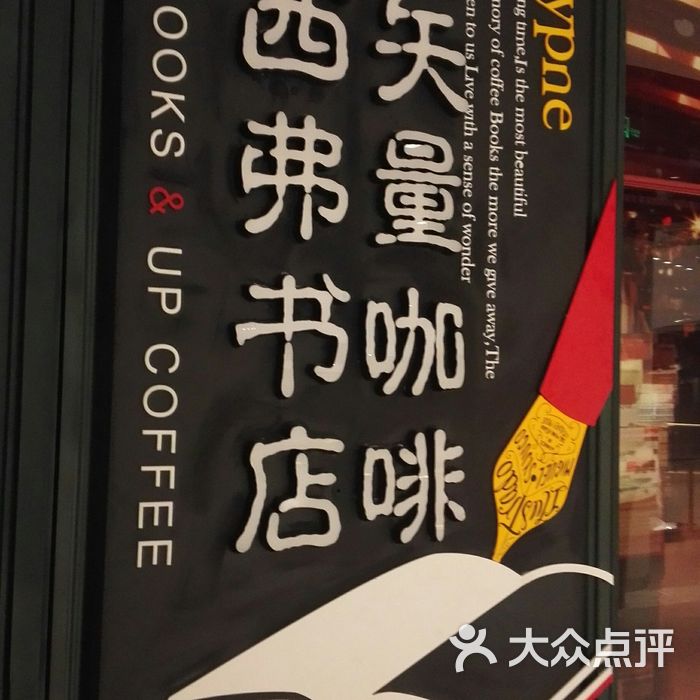 ypne
ng time,Is the most beautiful
mory of coffee Books the more we give away,The
en to us Live with a sense of wonder
矢量咖啡
西弗书店
OOKS & UP COFFEE
大众点评